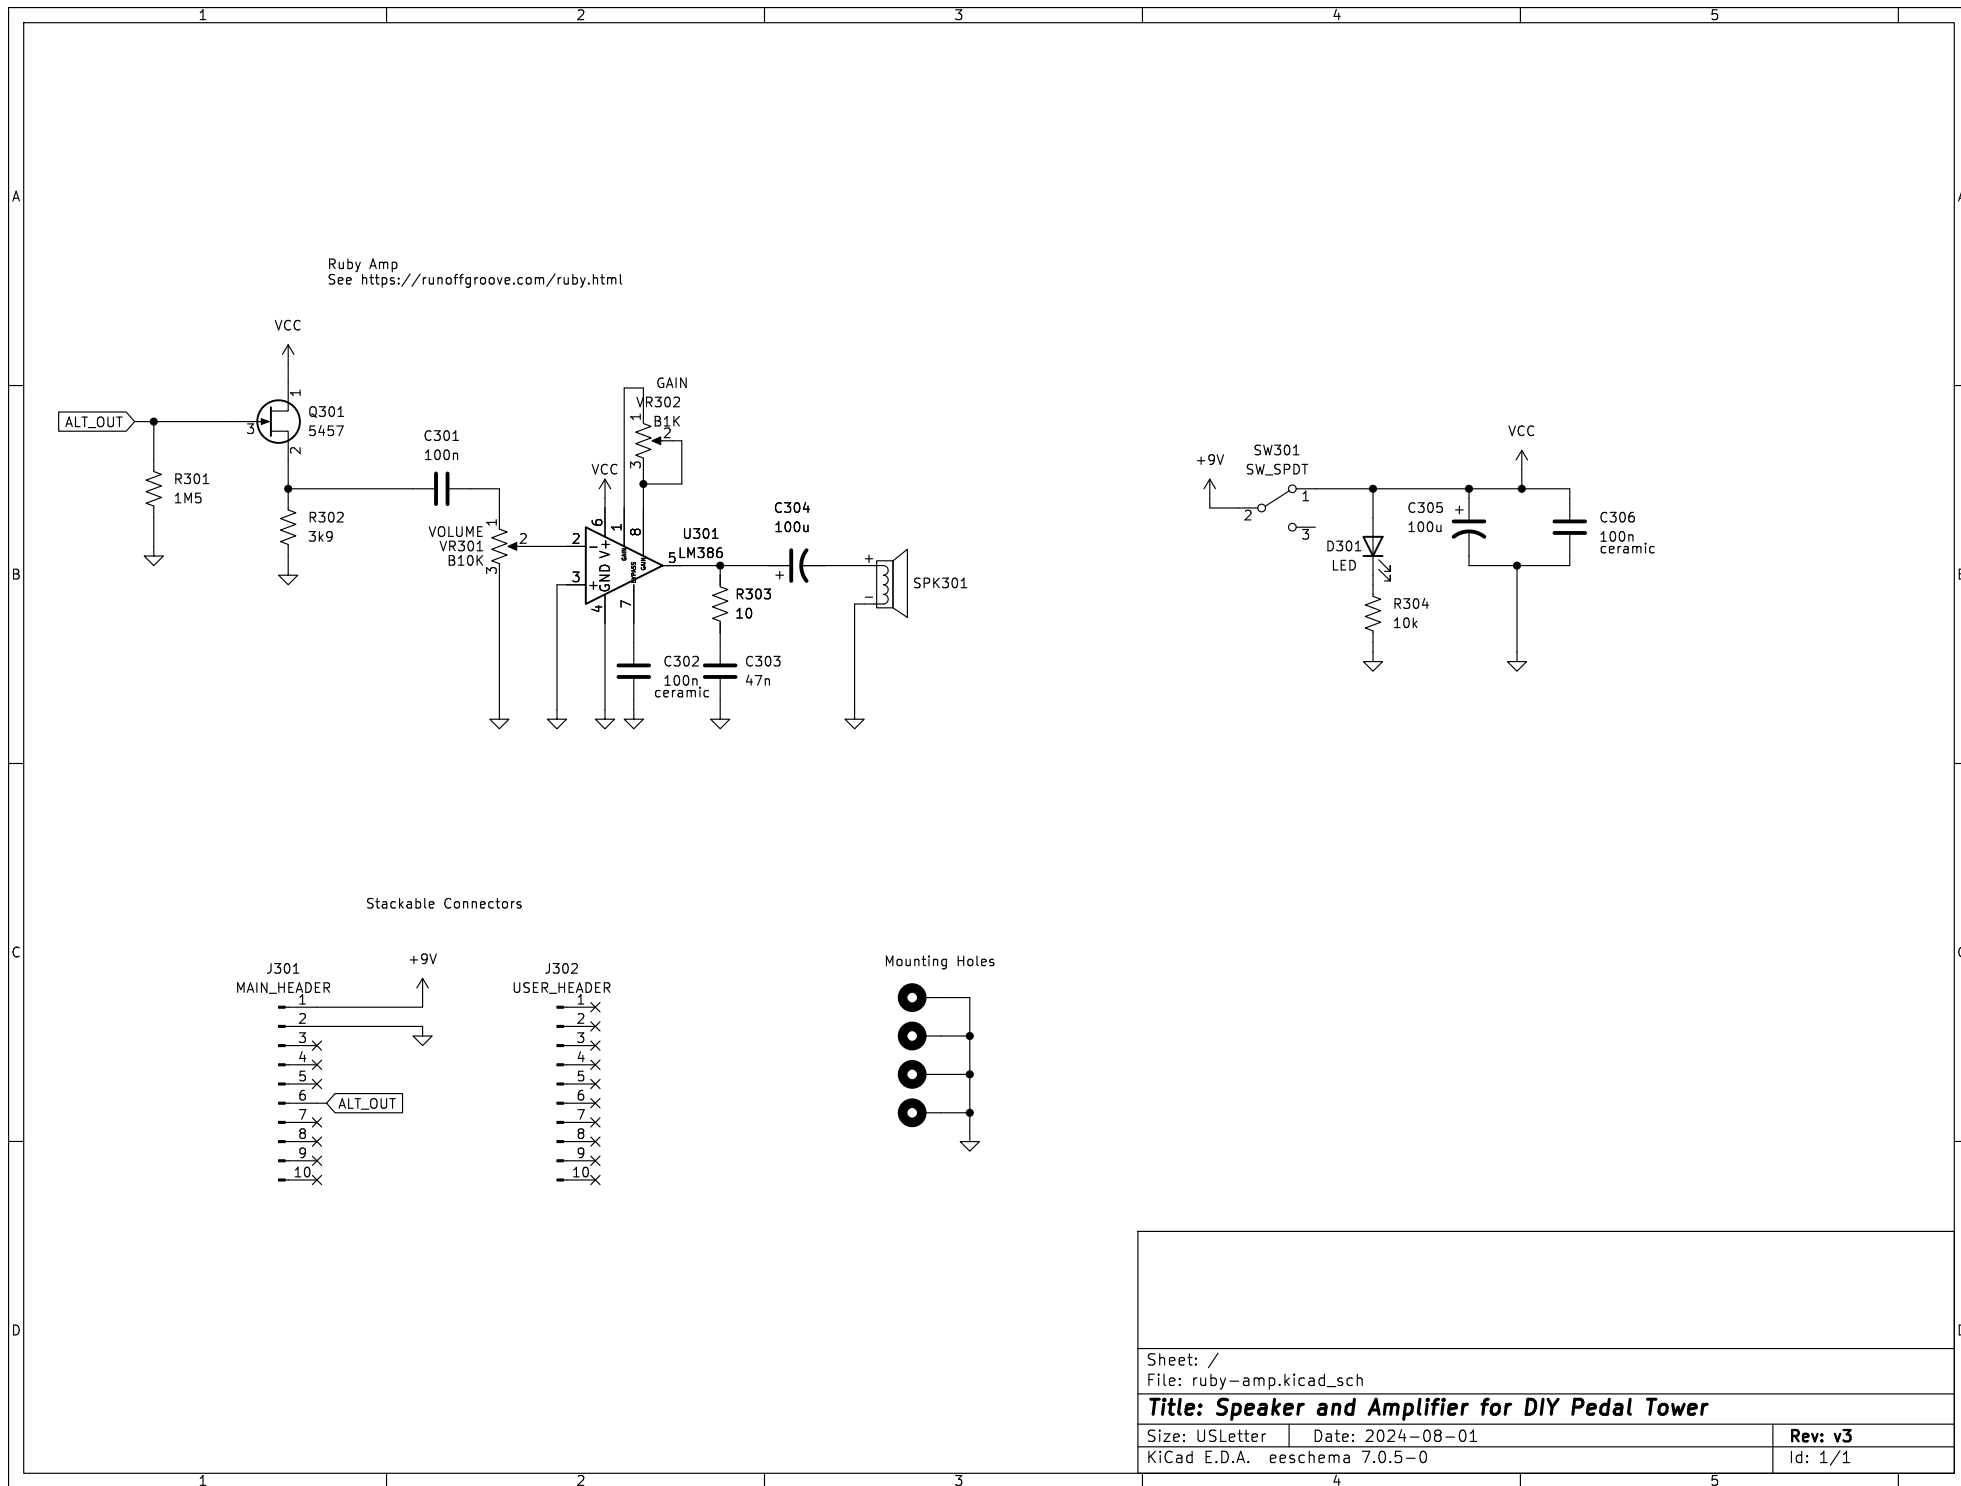 1 2 3 4 5
A
Ruby Amp
See https://runoffgroove.com/ruby.html
VCC
1
ALT_OUT
3
Q301
5457
2
R301
1M5
R302
3k9
C301
100n
VOLUME
VR301
B10K
1
2
3
GAIN
VR302
B1K
1
2
3
VCC
6
1
8
2
3
4
7
5
-
+
V+
GND
GAIN
GAIN
BYPASS
U301
LM386
C302
100n
ceramic
R303
10
C303
47n
C304
100u
+
+
-
SPK301
+9V
SW301
SW_SPDT
1
2
3
D301
LED
R304
10k
C305
100u
+
VCC
C306
100n
ceramic
B
Stackable Connectors
C
J301
MAIN_HEADER
+9V
1
2
3
4
5
6
ALT_OUT
7
8
9
10
J302
USER_HEADER
1
2
3
4
5
6
7
8
9
10
Mounting Holes
D
Sheet: /
File: ruby-amp.kicad_sch
Title: Speaker and Amplifier for DIY Pedal Tower
Size: USLetter Date: 2024-08-01 Rev: v3
KiCad E.D.A. eeschema 7.0.5-0 Id: 1/1
1 2 3 4 5